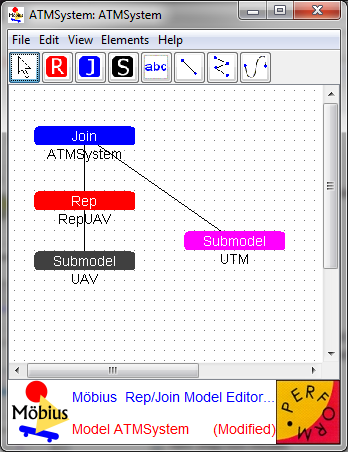 ATMSystem: ATMSystem
File Edit View Elements Help
R J S abc
Join
ATMSystem
Rep
RepUAV
Submodel
UTM
Submodel
UAV
Möbius
Möbius Rep/Join Model Editor...
Model ATMSystem (Modified)
PERFORM